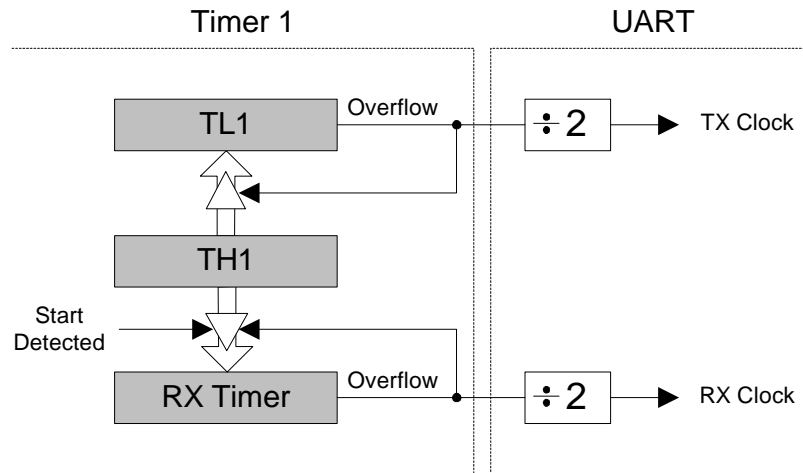 Timer 1
UART
TL1
Overflow
÷2
TX Clock
TH1
Start
Detected
RX Timer
Overflow
÷2
RX Clock